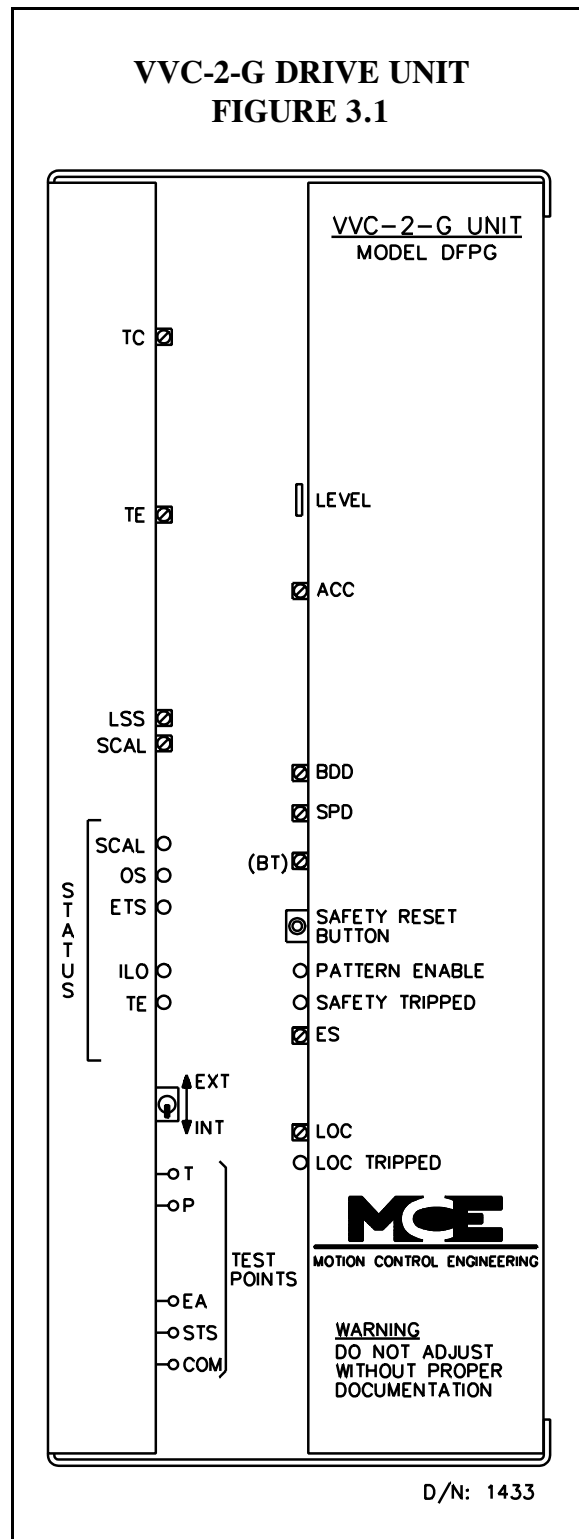 VVC-2-G DRIVE UNIT
FIGURE 3.1
VVC-2-G UNIT
MODEL DFPG
TC
TE
LEVEL
ACC
LSS
SCAL
BDD
SPD
(BT)
STATUS
SCAL
OS
ETS
ILO
TE
SAFETY RESET
BUTTON
PATTERN ENABLE
SAFETY TRIPPED
ES
EXT
INT
LOC
LOC TRIPPED
T
P
EA
STS
COM
TEST
POINTS
MCE
MOTION CONTROL ENGINEERING
WARNING
DO NOT ADJUST
WITHOUT PROPER
DOCUMENTATION
D/N: 1433